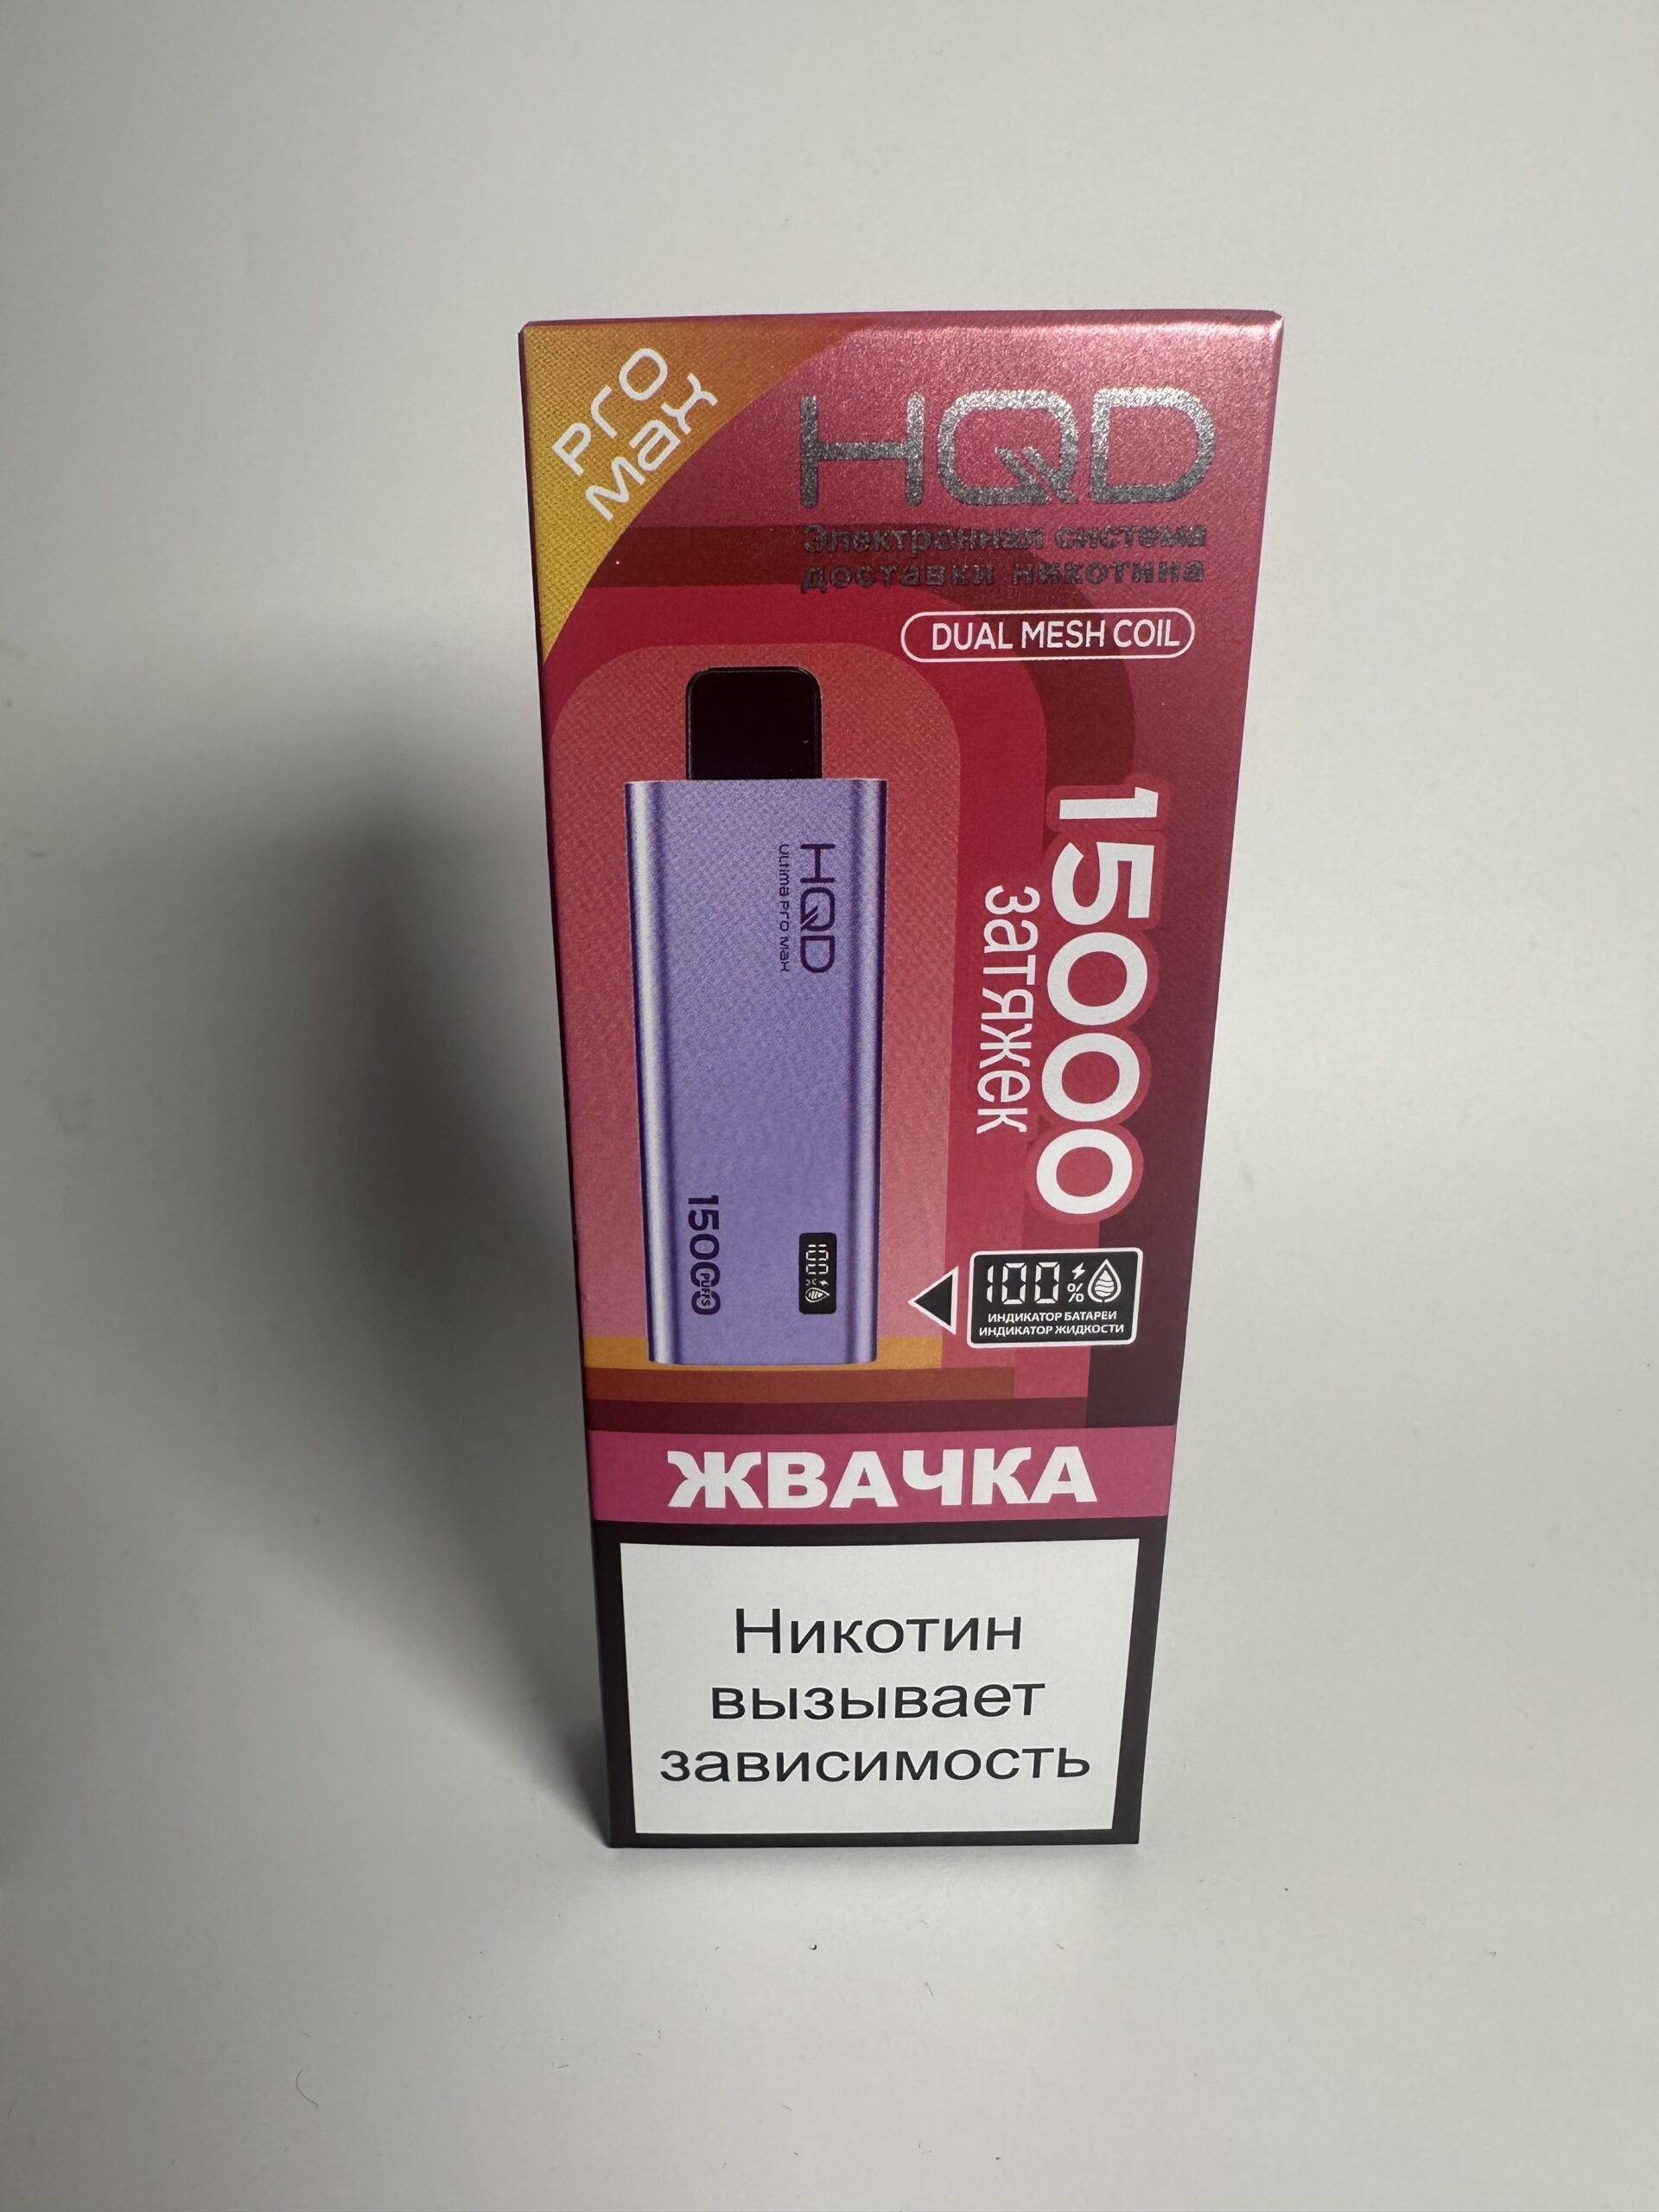 Pro
Max
HQD
Электронная система
доставки никотина
DUAL MESH COIL
15000
затяжек
HQD
Ultima Pro Max
15000
PUFFS
100 %
100 %
ИНДИКАТОР БАТАРЕИ
ИНДИКАТОР ЖИДКОСТИ
ЖВАЧКА
Никотин
вызывает
зависимость